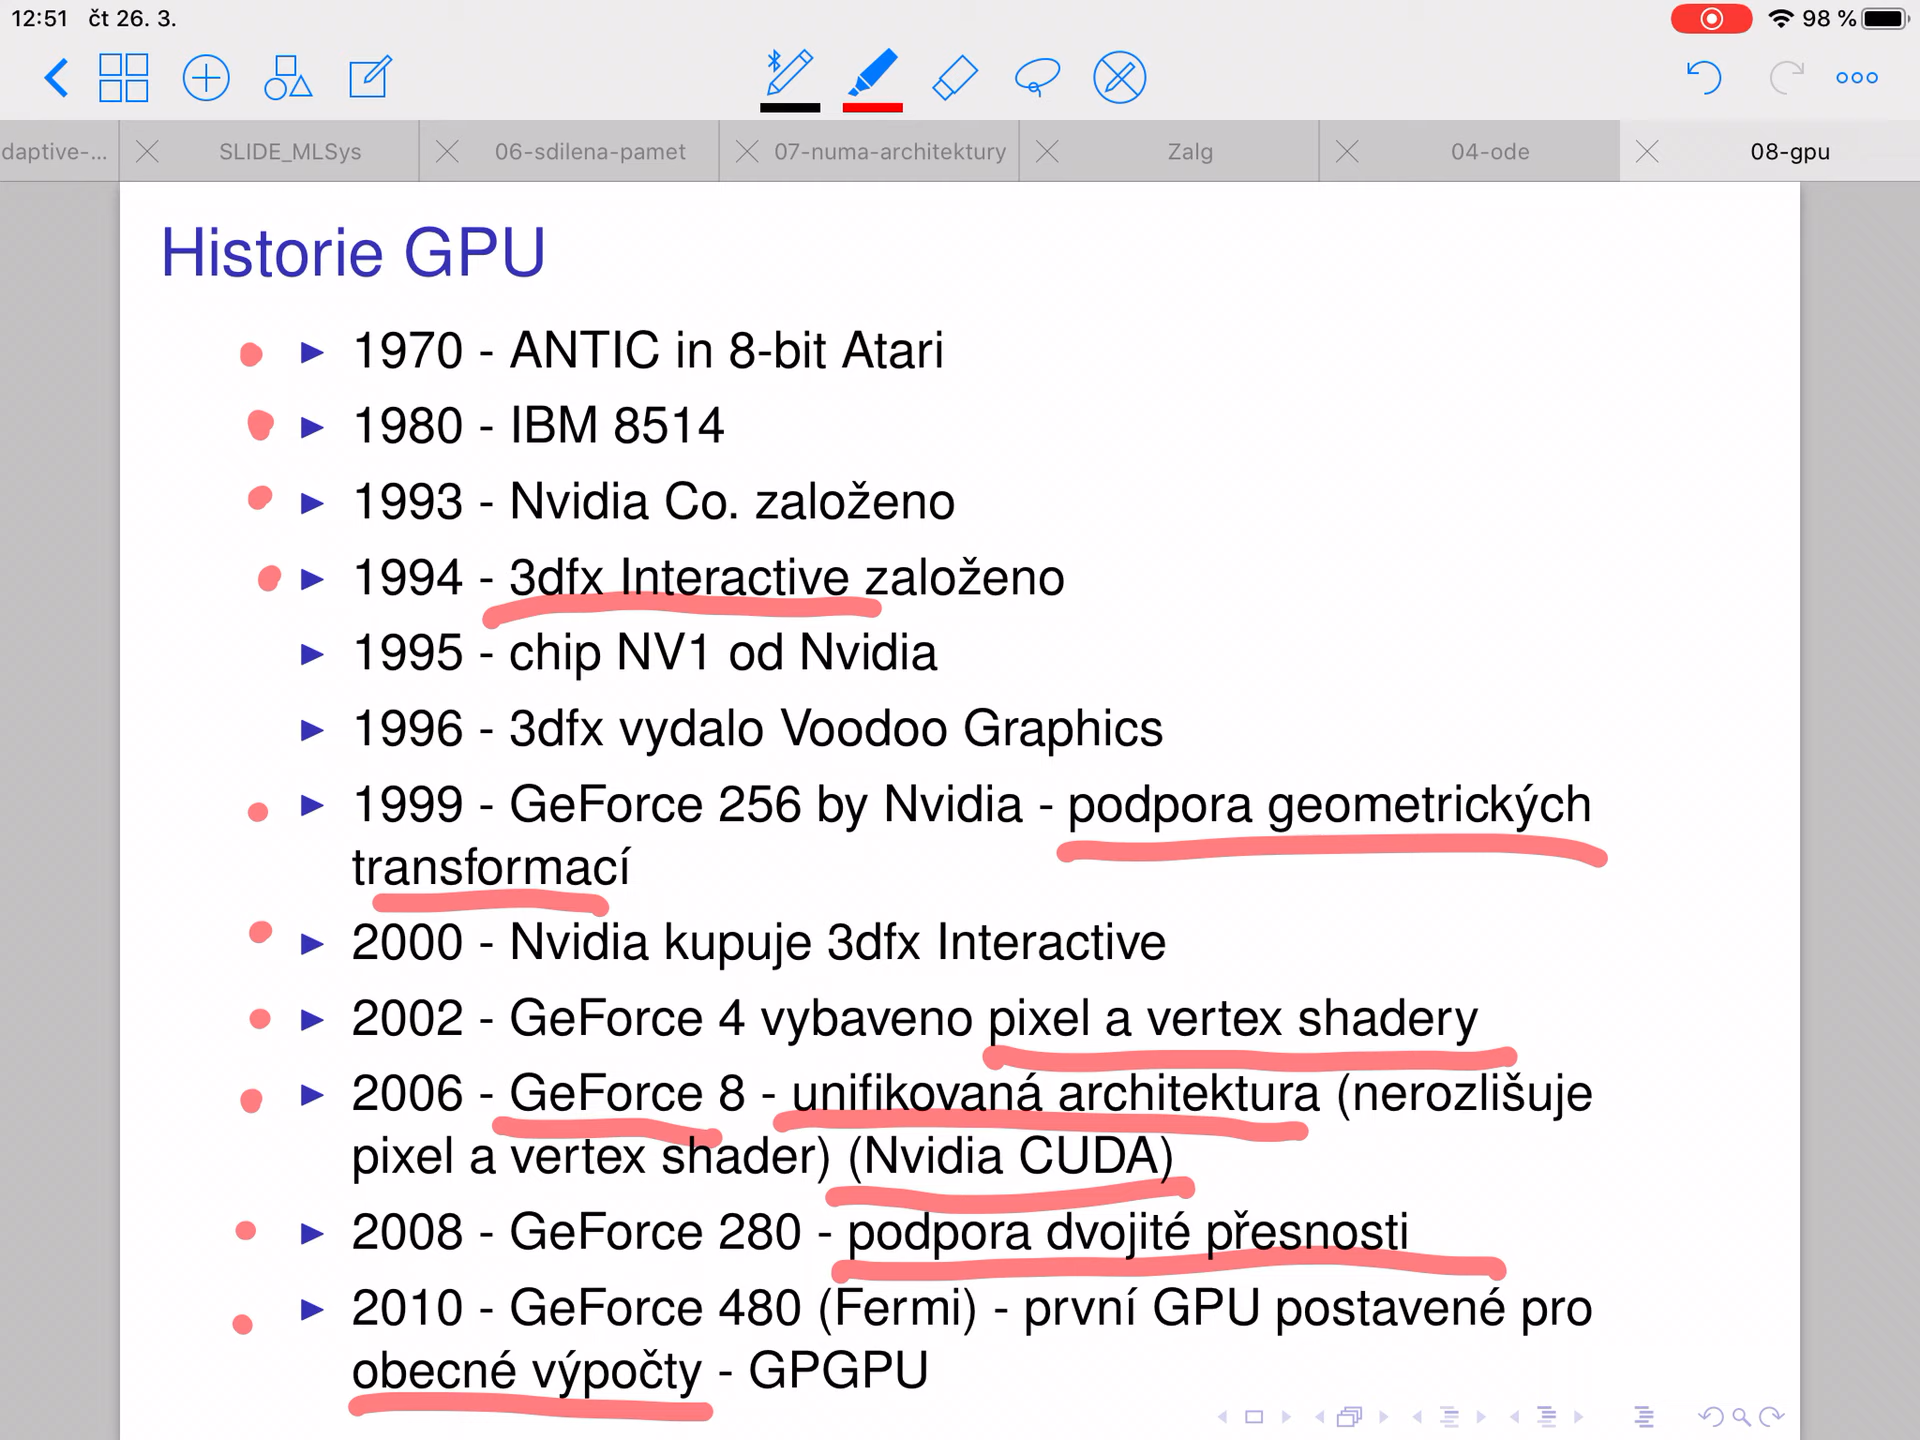 12:51 čt 26. 3.
98 %
daptive-...
SLIDE_MLSys
06-sdilena-pamet
07-numa-architektury
Zalg
04-ode
08-gpu
Historie GPU
1970 - ANTIC in 8-bit Atari
1980 - IBM 8514
1993 - Nvidia Co. založeno
1994 - 3dfx Interactive založeno
1995 - chip NV1 od Nvidia
1996 - 3dfx vydalo Voodoo Graphics
1999 - GeForce 256 by Nvidia - podpora geometrických
transformací
2000 - Nvidia kupuje 3dfx Interactive
2002 - GeForce 4 vybaveno pixel a vertex shadery
2006 - GeForce 8 - unifikovaná architektura (nerozlišuje
pixel a vertex shader) (Nvidia CUDA)
2008 - GeForce 280 - podpora dvojité přesnosti
2010 - GeForce 480 (Fermi) - první GPU postavené pro
obecné výpočty - GPGPU